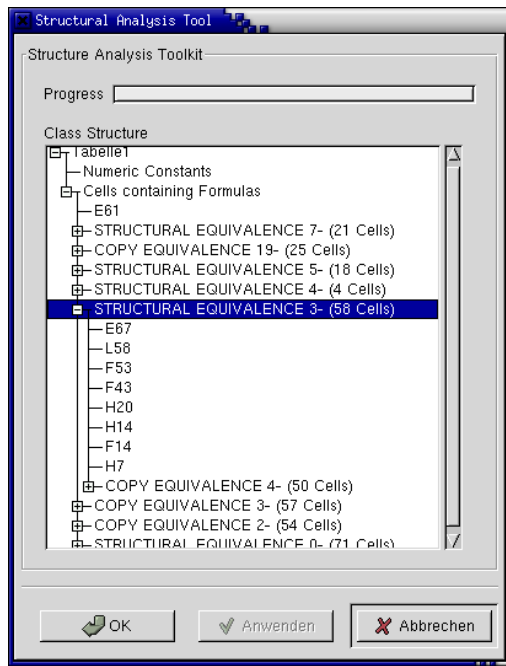 Structural Analysis Tool
Structure Analysis Toolkit
Progress
Class Structure
Tabelle1
Numeric Constants
Cells containing Formulas
E61
STRUCTURAL EQUIVALENCE 7- (21 Cells)
COPY EQUIVALENCE 19- (25 Cells)
STRUCTURAL EQUIVALENCE 5- (18 Cells)
STRUCTURAL EQUIVALENCE 4- (4 Cells)
STRUCTURAL EQUIVALENCE 3- (58 Cells)
E67
L58
F53
F43
H20
H14
F14
H7
COPY EQUIVALENCE 4- (50 Cells)
COPY EQUIVALENCE 3- (57 Cells)
COPY EQUIVALENCE 2- (54 Cells)
STRUCTURAL EQUIVALENCE 0- (71 Cells)
OK Anwenden Abbrechen